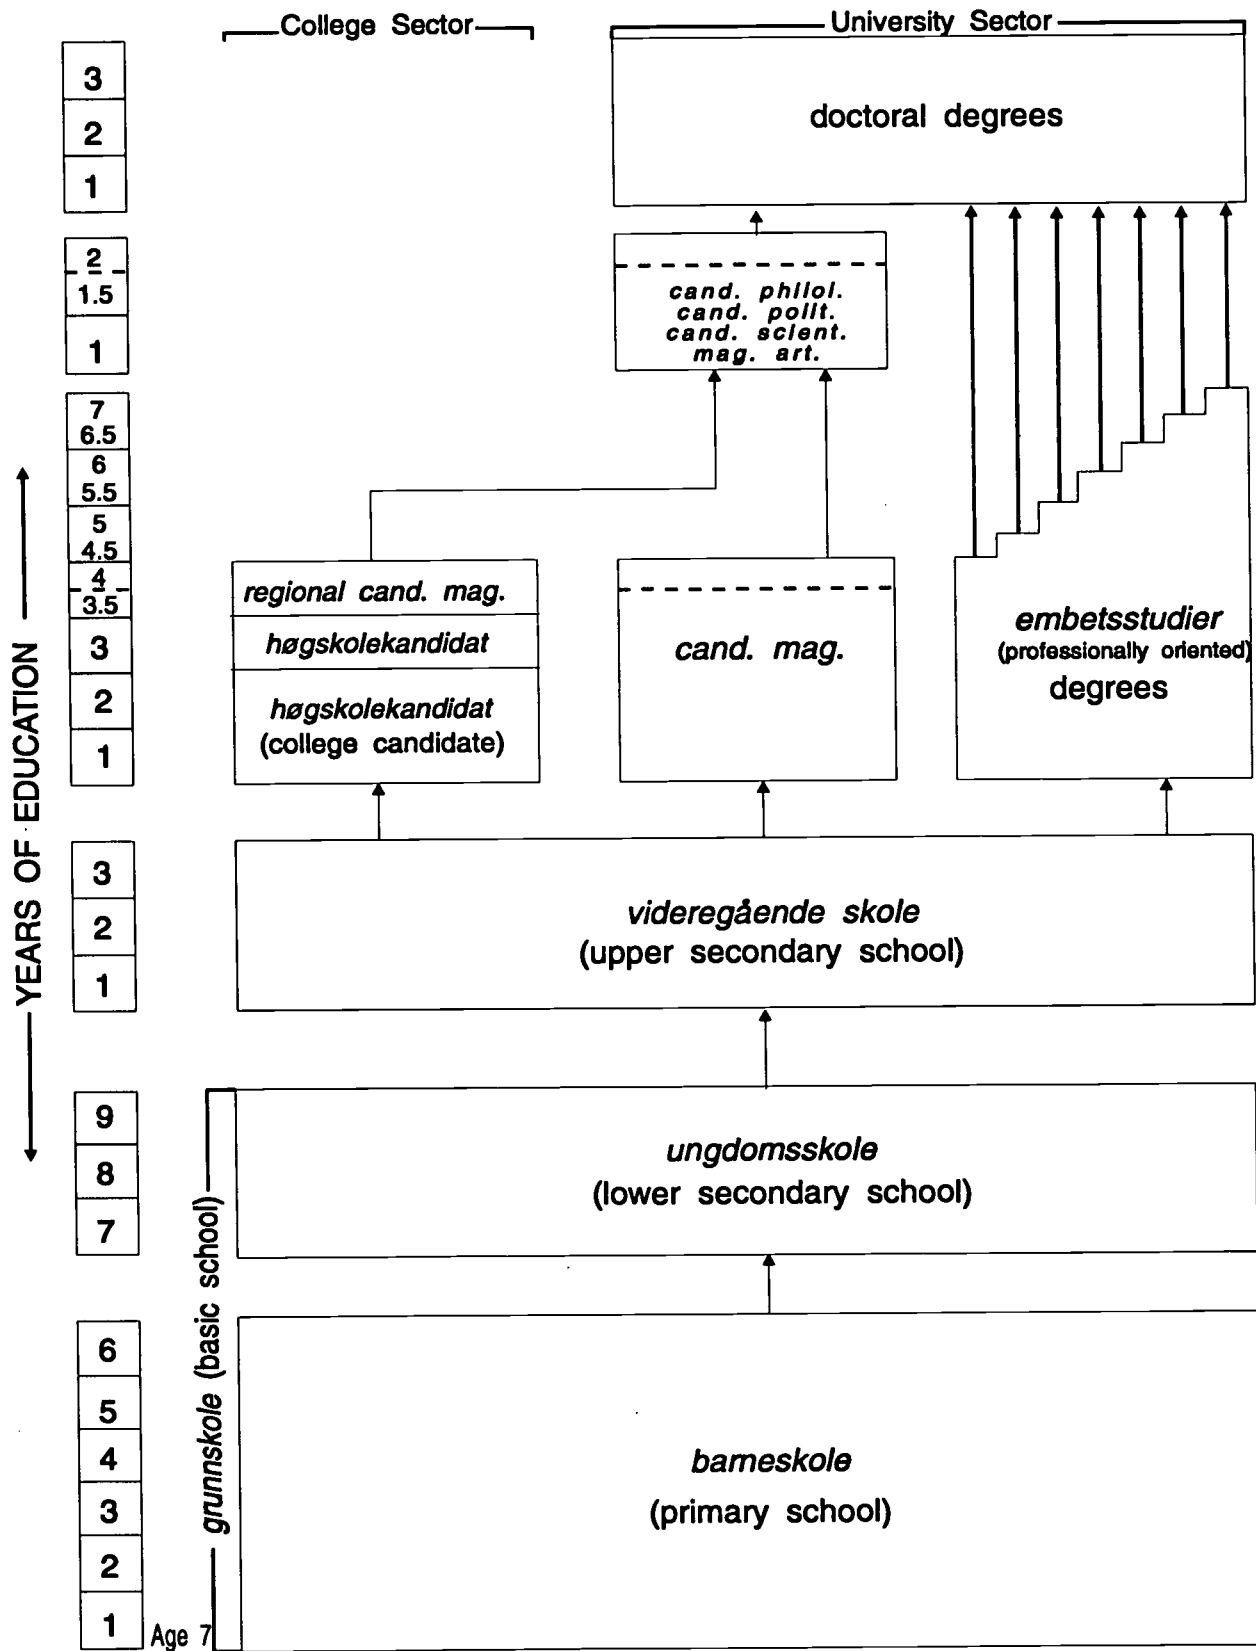 College Sector
University Sector
3
2
1
doctoral degrees
2
1.5
1
cand. philol.
cand. polit.
cand. scient.
mag. art.
7
6.5
6
5.5
5
4.5
4
3.5
3
2
1
regional cand. mag.
høgskolekandidat
høgskolekandidat
(college candidate)
cand. mag.
embetsstudier
(professionally oriented)
degrees
YEARS OF EDUCATION
3
2
1
videregående skole
(upper secondary school)
9
8
7
ungdomsskole
(lower secondary school)
grunnskole (basic school)
6
5
4
3
2
1
Age 7
barneskole
(primary school)